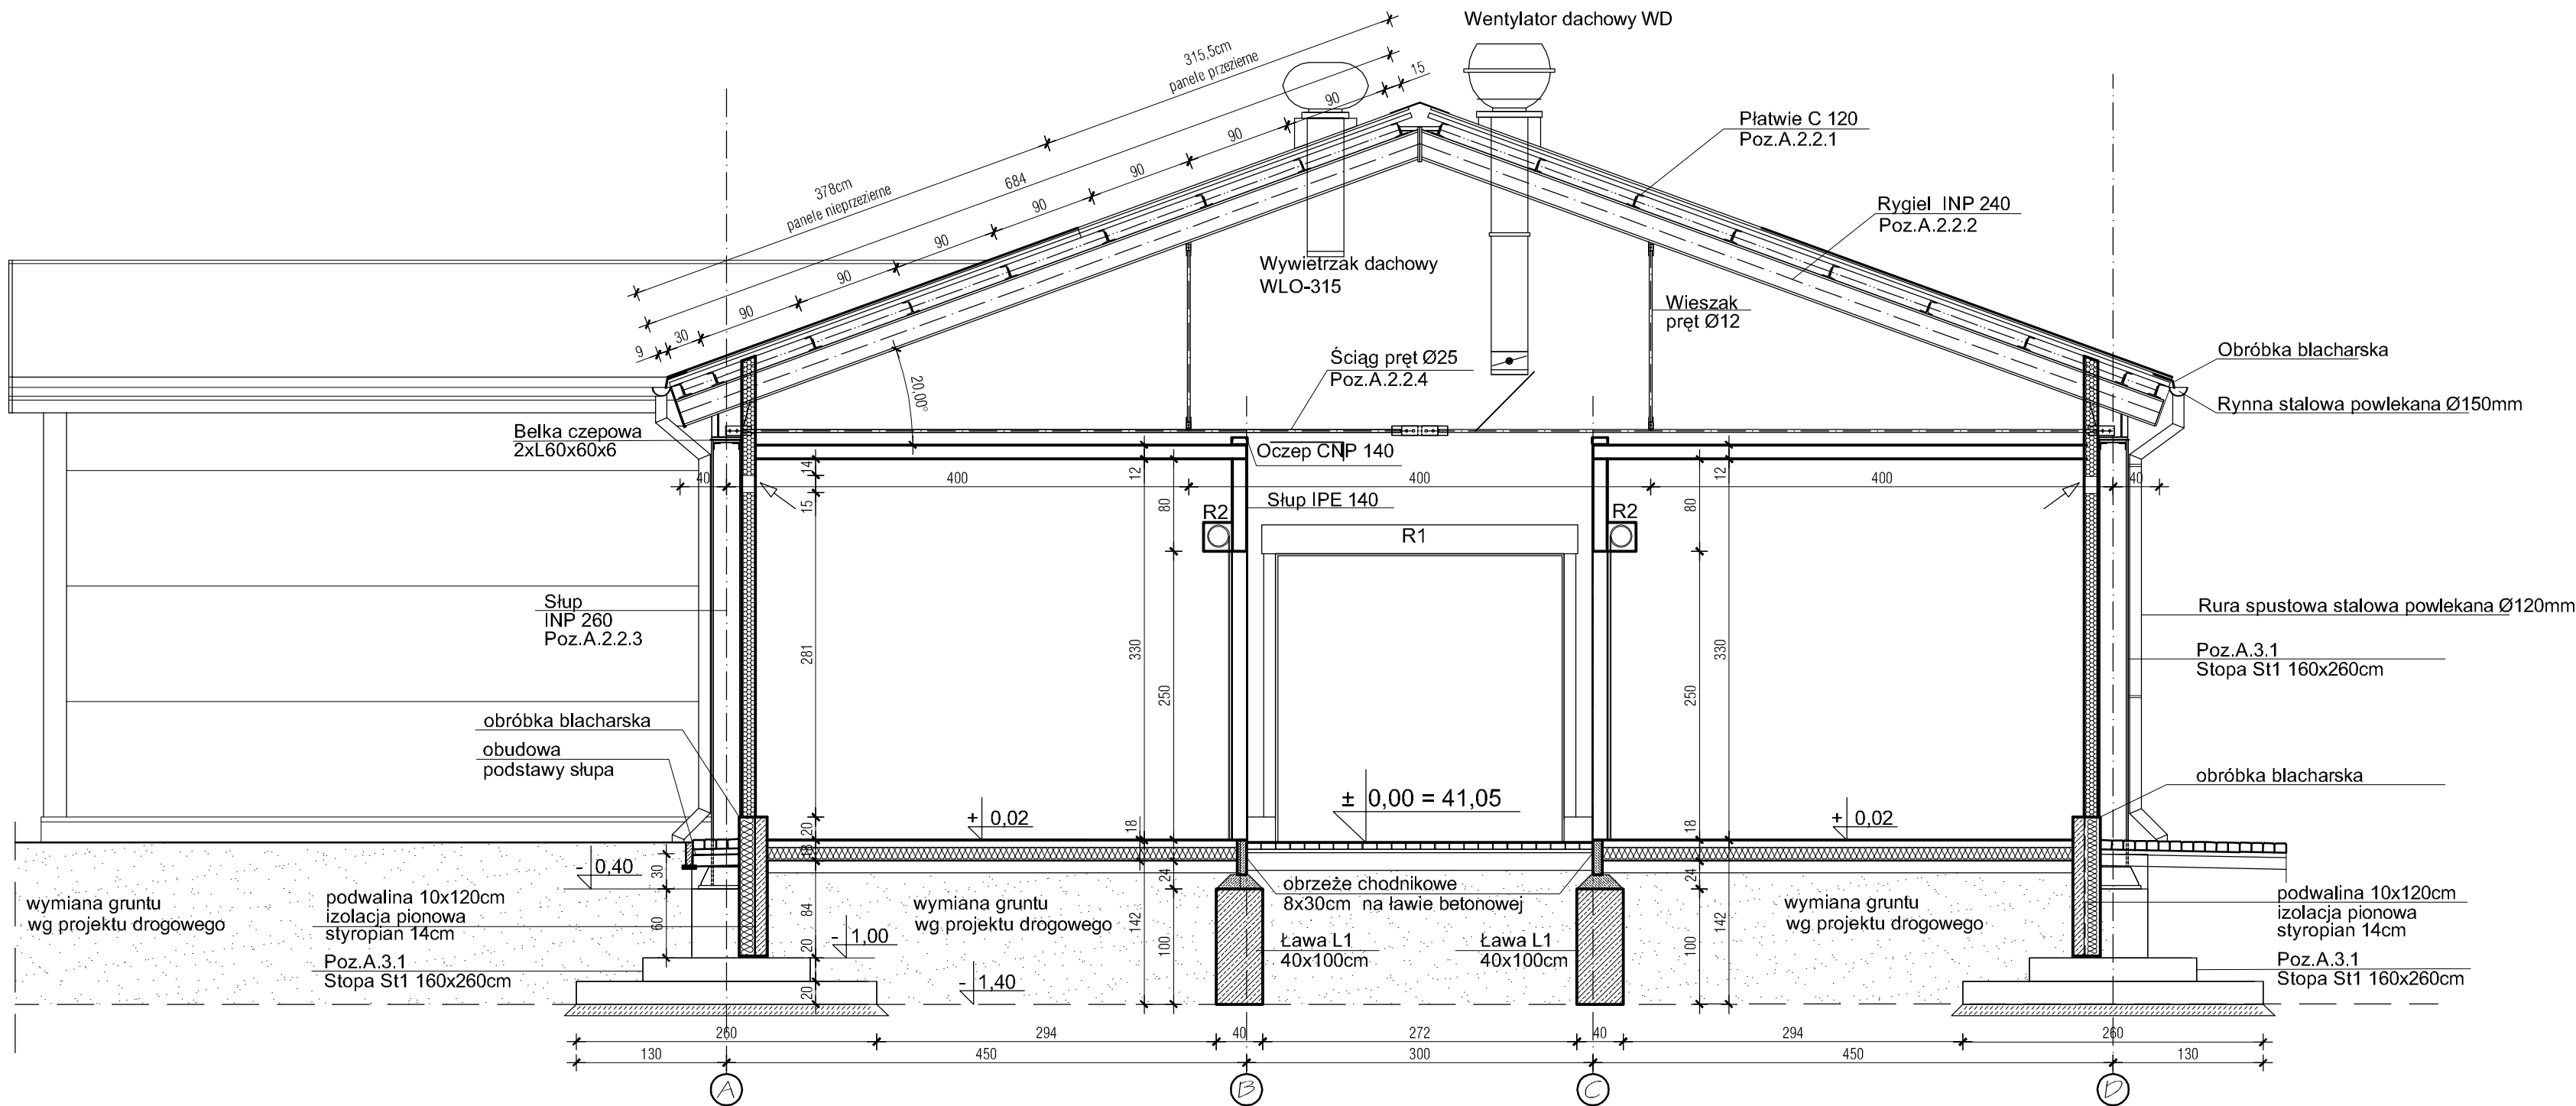 Wentylator dachowy WD
315,5cm
panele przezierne
15
90
90
90
90
90
90
90
30
9
378cm
panele nieprzezierne
684
Płatwie C 120
Poz.A.2.2.1
Rygiel INP 240
Poz.A.2.2.2
Wywietrzak dachowy
WLO-315
Wieszak
pręt Ø12
Ściąg pręt Ø25
Poz.A.2.2.4
20,00°
Obróbka blacharska
Rynna stalowa powlekana Ø150mm
Belka czepowa
2xL60x60x6
Oczep CNP 140
14
12
12
40
400
400
400
40
15
80
80
Słup IPE 140
R2
R2
R1
Słup
INP 260
Poz.A.2.2.3
Rura spustowa stalowa powlekana Ø120mm
281
330
330
Poz.A.3.1
Stopa St1 160x260cm
250
250
obróbka blacharska
obudowa
podstawy słupa
obróbka blacharska
± 0,00 = 41,05
+ 0,02
+ 0,02
20
18
18
18
- 0,40
30
24
24
obrzeże chodnikowe
8x30cm na ławie betonowej
wymiana gruntu
wg projektu drogowego
podwalina 10x120cm
izolacja pionowa
styropian 14cm
60
84
wymiana gruntu
wg projektu drogowego
142
142
wymiana gruntu
wg projektu drogowego
podwalina 10x120cm
izolacja pionowa
styropian 14cm
20
- 1,00
100
100
Ława L1
40x100cm
Ława L1
40x100cm
Poz.A.3.1
Stopa St1 160x260cm
Poz.A.3.1
Stopa St1 160x260cm
20
- 1,40
260
294
40
272
40
294
260
130
450
300
450
130
A
B
C
D